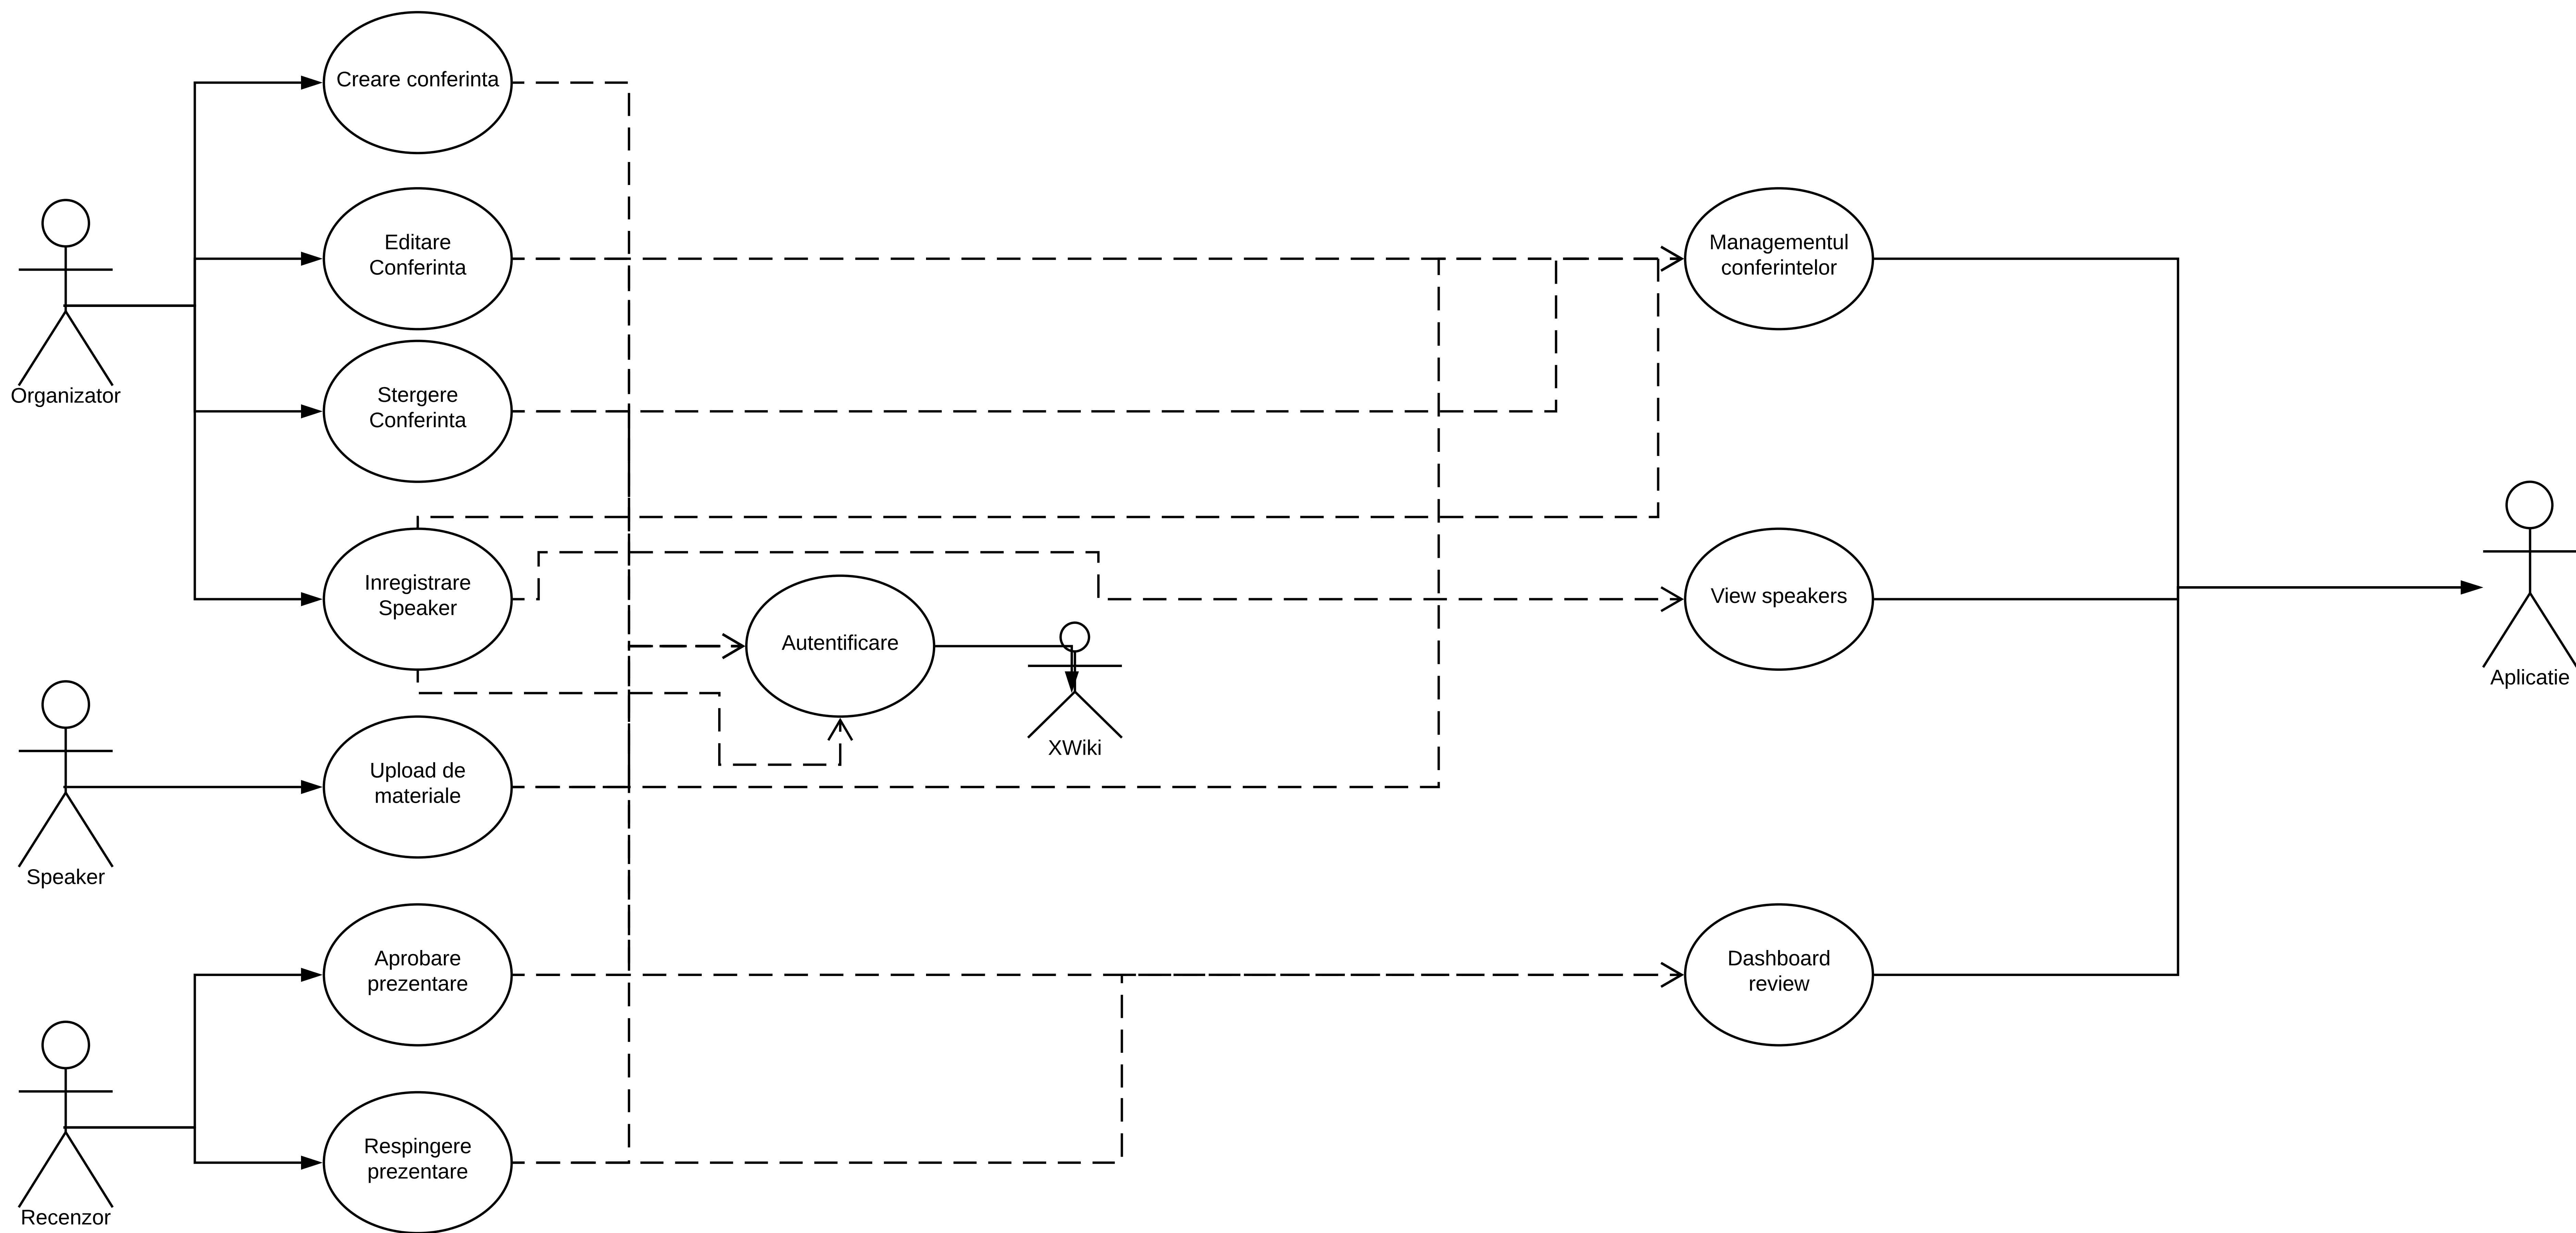 Creare conferinta
Editare
Conferinta
Managementul
conferintelor
Organizator
Stergere
Conferinta
Inregistrare
Speaker
View speakers
Autentificare
Aplicatie
XWiki
Upload de
materiale
Speaker
Aprobare
prezentare
Dashboard
review
Respingere
prezentare
Recenzor